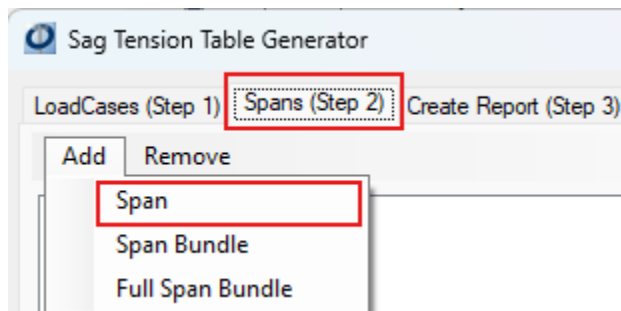 Sag Tension Table Generator
LoadCases (Step 1) Spans (Step 2) Create Report (Step 3)
Add Remove
Span
Span Bundle
Full Span Bundle